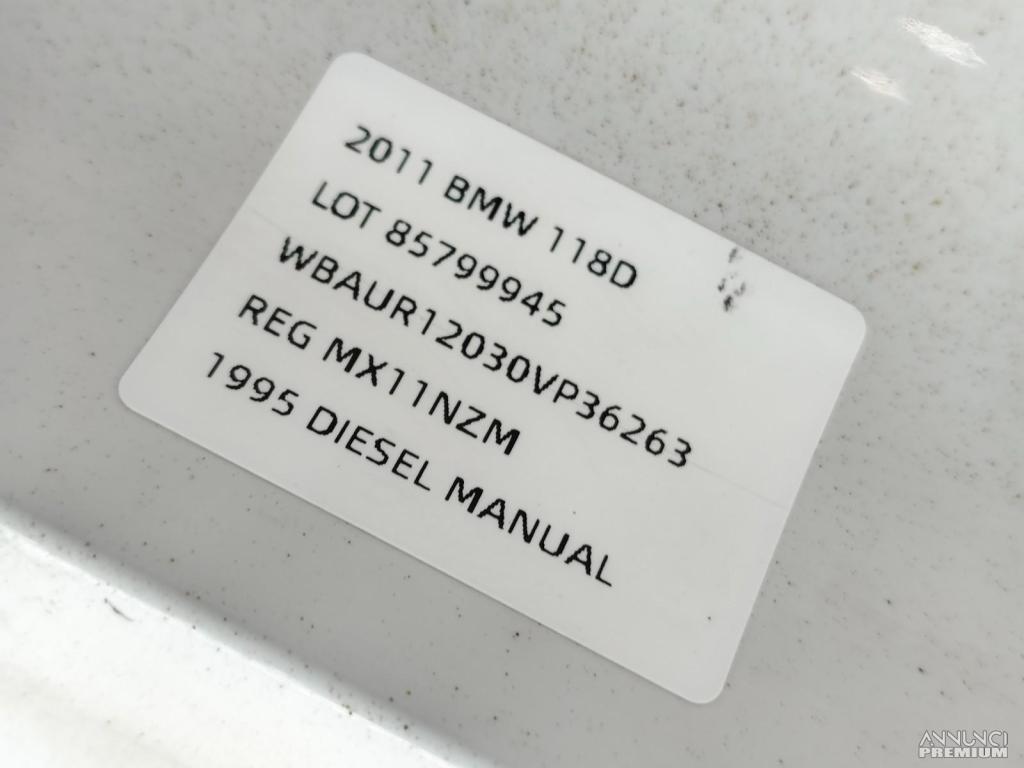 2011 BMW 118D
LOT 85799945
WBAUR12030VP36263
REG MX11NZM
1995 DIESEL MANUAL
ANNUNCI
PREMIUM